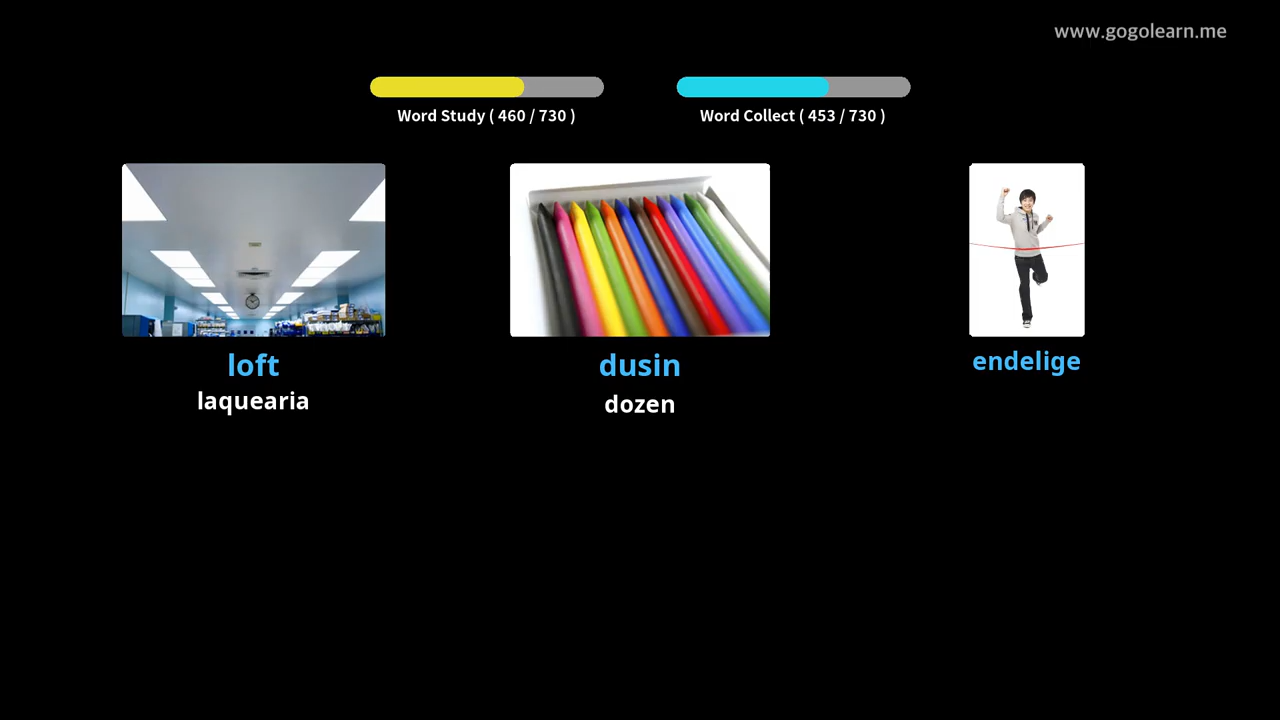 www.gogolearn.me
Word Study ( 460 / 730 )
Word Collect ( 453 / 730 )
loft
laquearia
dusin
dozen
endelige